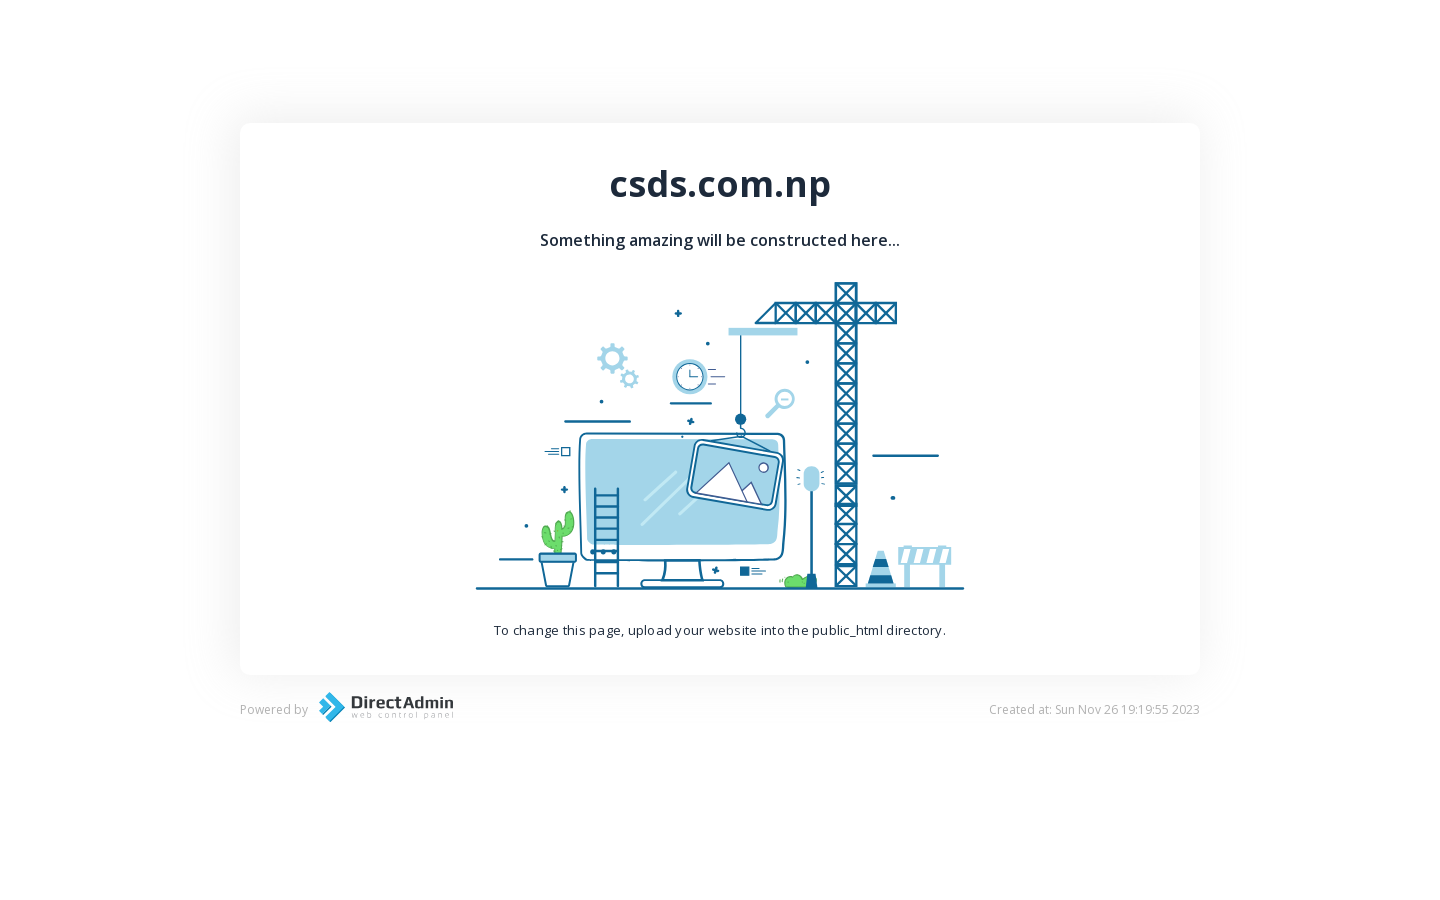 csds.com.np
Something amazing will be constructed here...
To change this page, upload your website into the public_html directory.
Powered by DirectAdmin
web control panel
Created at: Sun Nov 26 19:19:55 2023